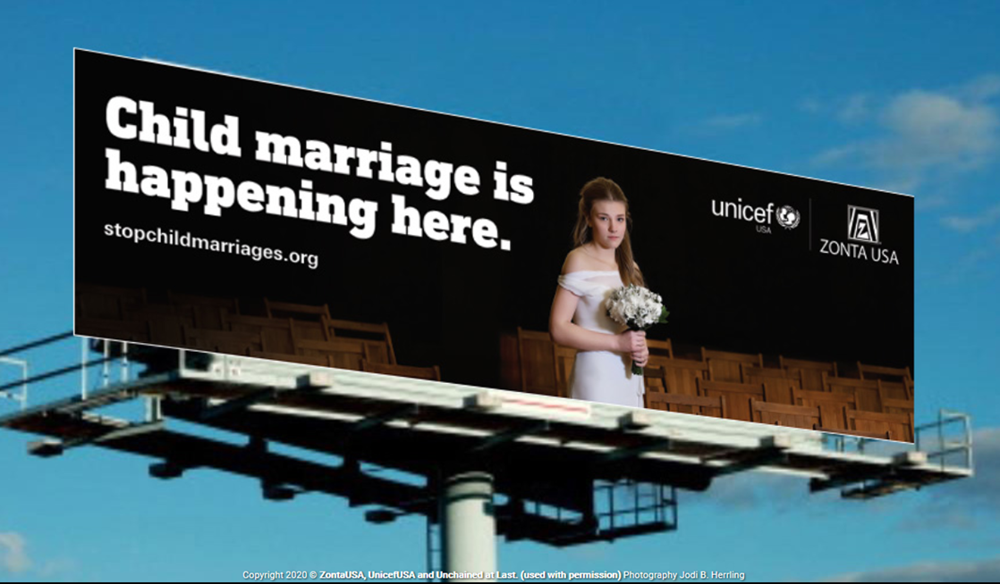 Child marriage is
happening here.
stopchildmarriages.org
unicef
USA
ZONTA USA
Copyright 2020 © ZontaUSA, UnicefUSA and Unchained at Last. (used with permission) Photography Jodi B. Herrling